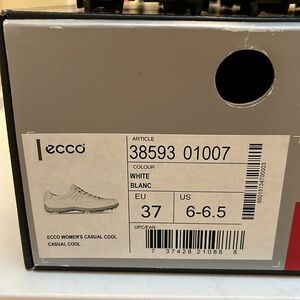 ARTICLE
ecco
38593 01007
COLOUR
WHITE
BLANC
EU
US
37
6-6.5
UPC/EAN
ECCO WOMEN'S CASUAL COOL
CASUAL COOL
7 37428 21088 8